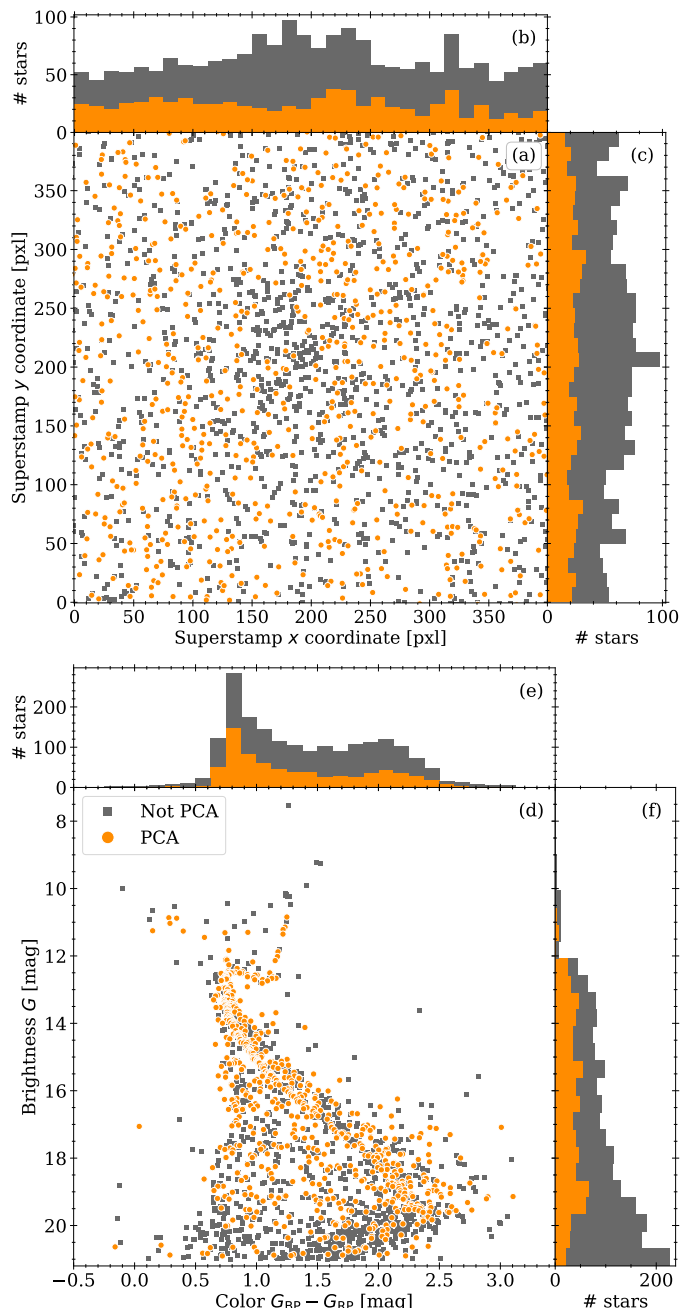 100
(b)
# stars
50
0
(a)
(c)
350
300
250
200
150
100
50
0
Superstamp y coordinate [pxl]
0 50 100 150 200 250 300 350
0 100
Superstamp x coordinate [pxl]
# stars
(e)
# stars
200
100
0
Not PCA
PCA
(d)
(f)
8
10
12
14
16
18
20
Brightness G [mag]
−0.5 0.0 0.5 1.0 1.5 2.0 2.5 3.0
0 200
Color G_BP − G_RP [mag]
# stars